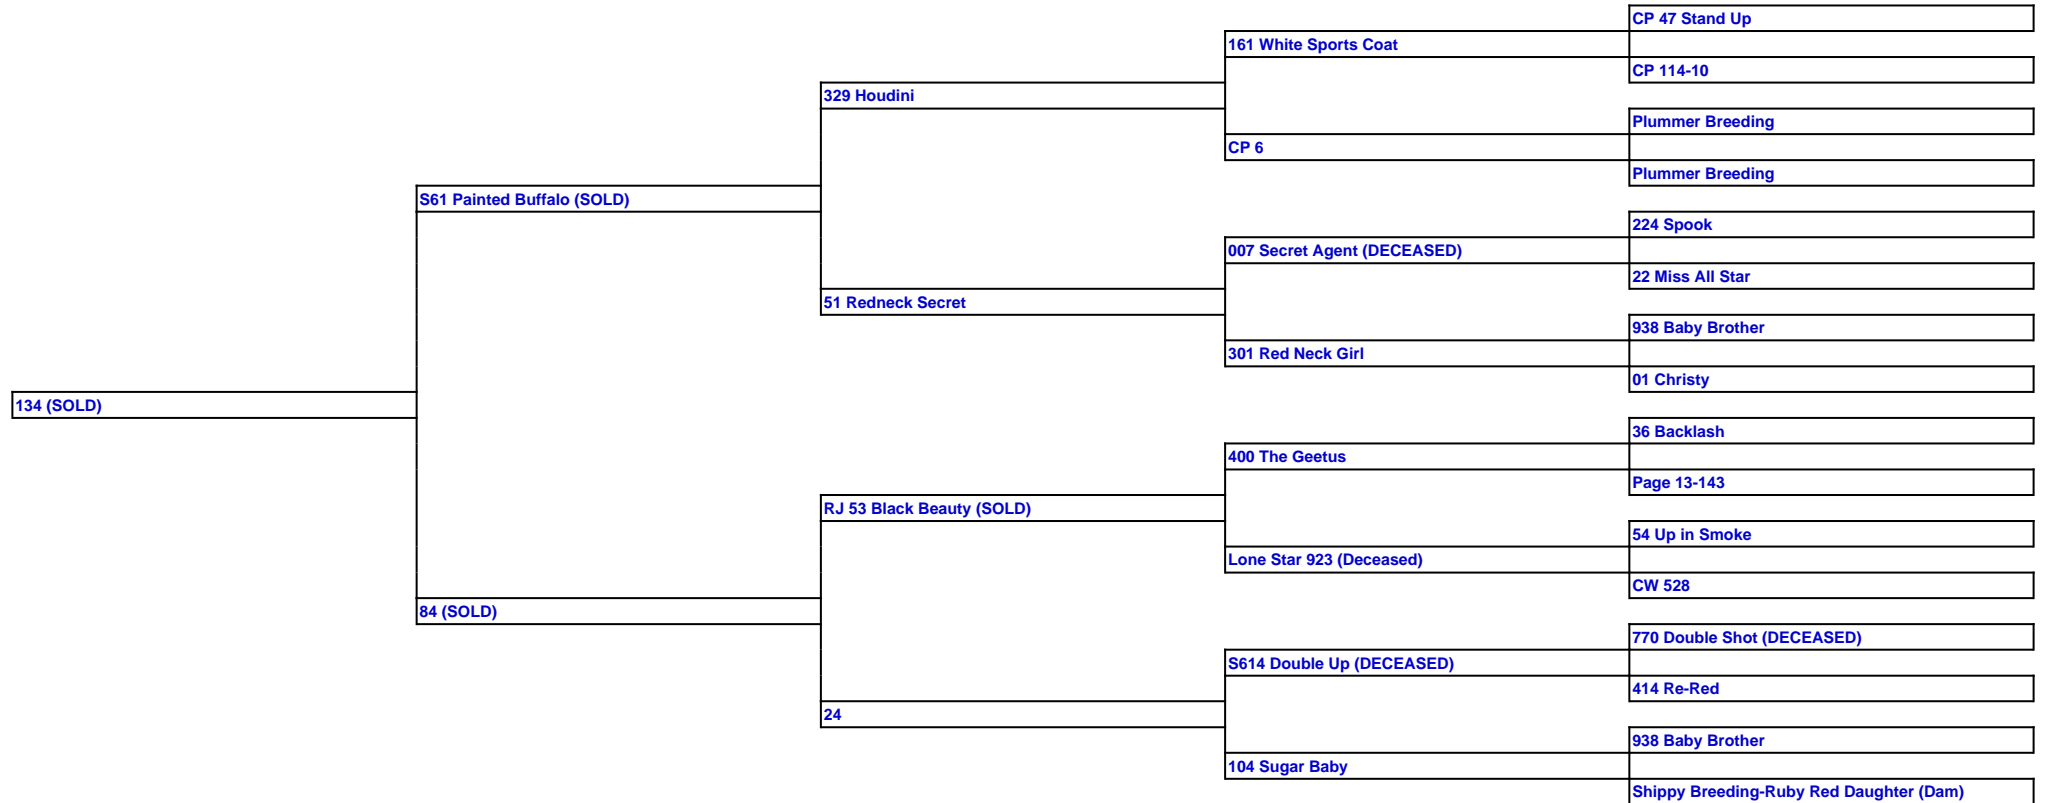 CP 47 Stand Up
161 White Sports Coat
CP 114-10
329 Houdini
Plummer Breeding
CP 6
Plummer Breeding
S61 Painted Buffalo (SOLD)
224 Spook
007 Secret Agent (DECEASED)
22 Miss All Star
51 Redneck Secret
938 Baby Brother
301 Red Neck Girl
01 Christy
134 (SOLD)
36 Backlash
400 The Geetus
Page 13-143
RJ 53 Black Beauty (SOLD)
54 Up in Smoke
Lone Star 923 (Deceased)
CW 528
84 (SOLD)
770 Double Shot (DECEASED)
S614 Double Up (DECEASED)
414 Re-Red
24
938 Baby Brother
104 Sugar Baby
Shippy Breeding-Ruby Red Daughter (Dam)